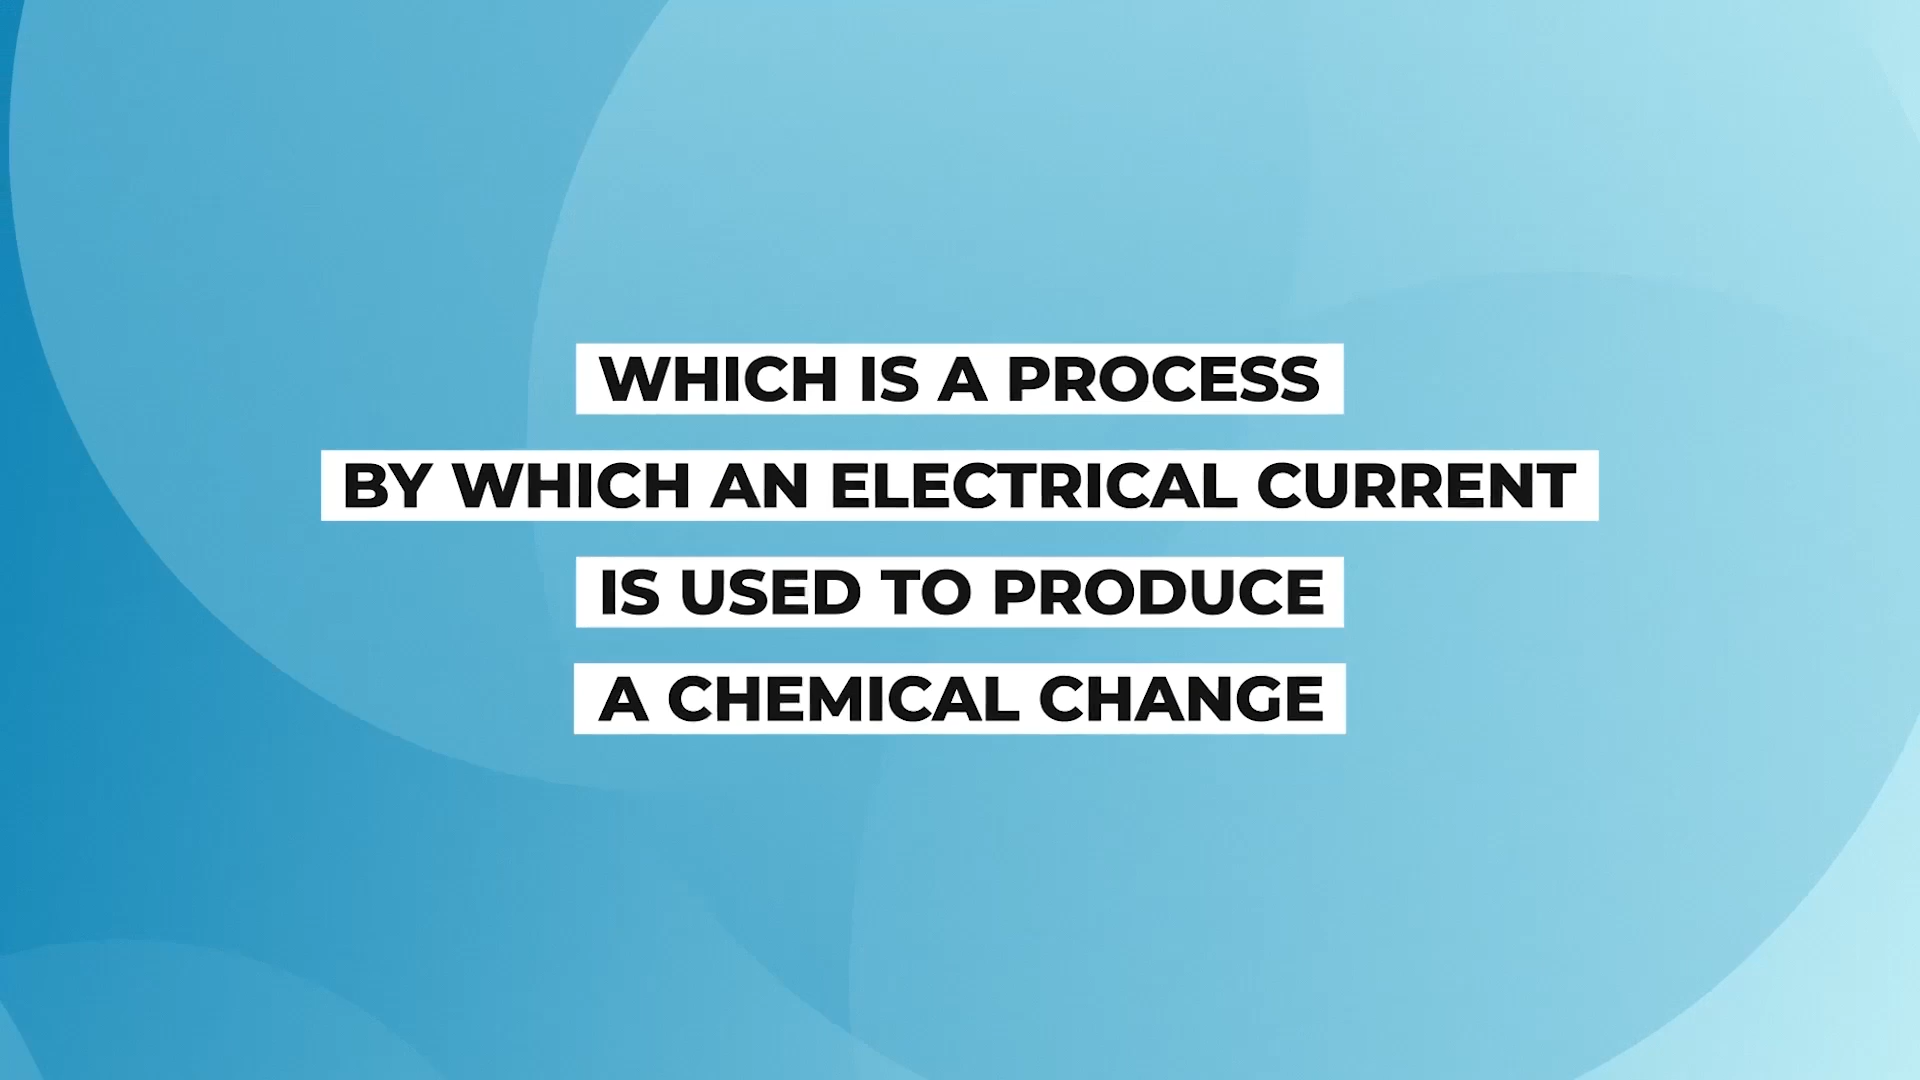 WHICH IS A PROCESS
BY WHICH AN ELECTRICAL CURRENT
IS USED TO PRODUCE
A CHEMICAL CHANGE